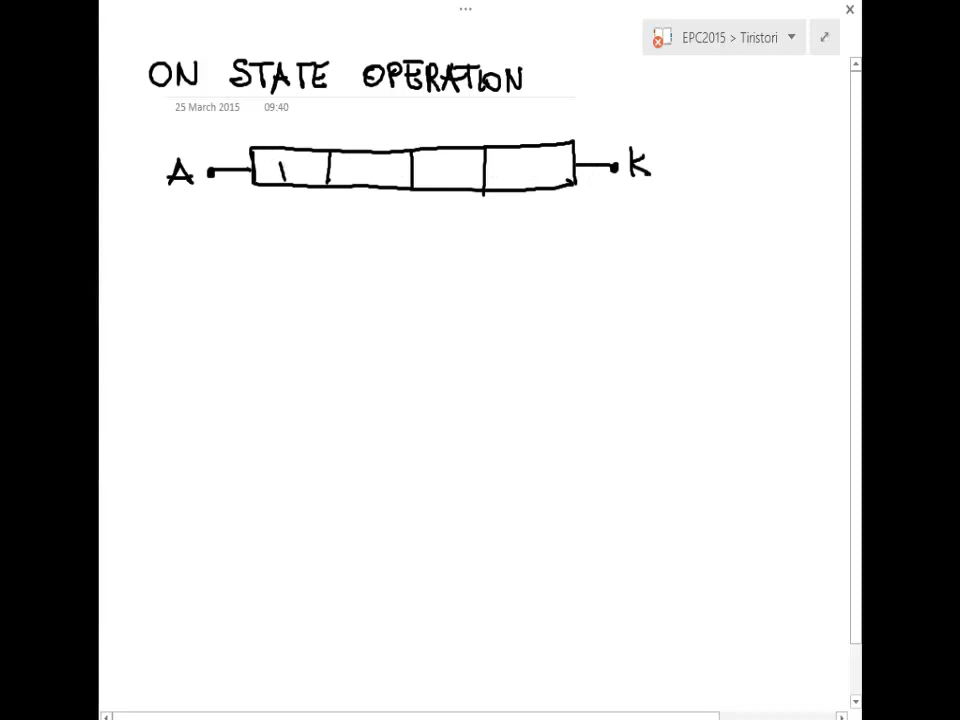 EPC2015 > Tiristori
ON STATE OPERATION
25 March 2015 09:40
A K